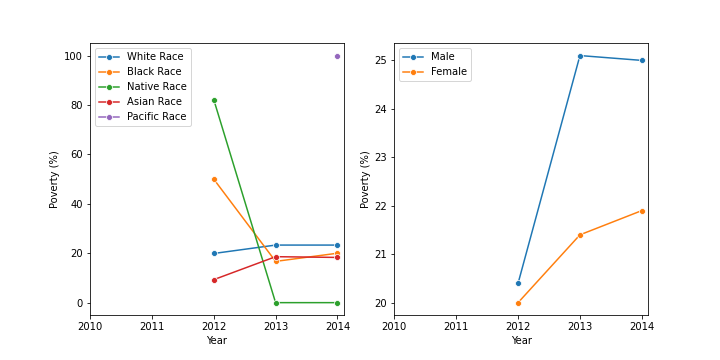 White Race
Black Race
Native Race
Asian Race
Pacific Race
100
80
60
40
20
0
Poverty (%)
2010 2011 2012 2013 2014
Year
Male
Female
25
24
23
22
21
20
Poverty (%)
2010 2011 2012 2013 2014
Year